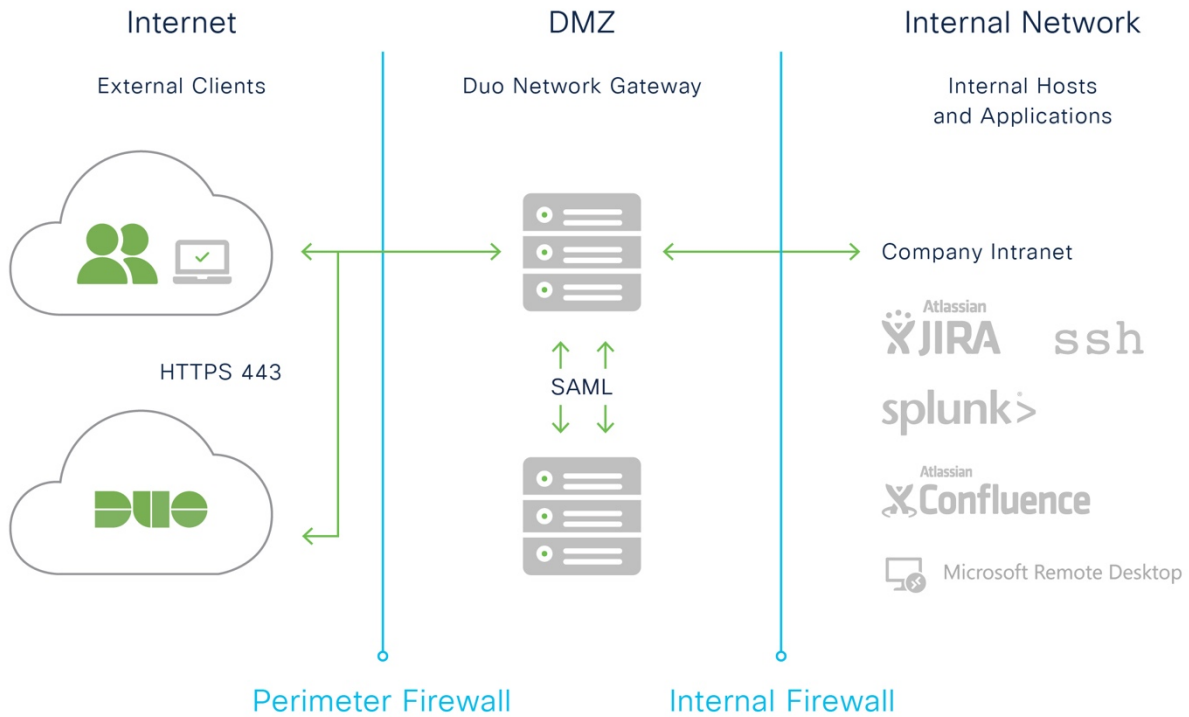 Internet
External Clients
DUO
HTTPS 443
DMZ
Duo Network Gateway
SAML
Internal Network
Internal Hosts
and Applications
Company Intranet
Atlassian
JIRA
ssh
splunk>
Atlassian
Confluence
Microsoft Remote Desktop
Perimeter Firewall
Internal Firewall